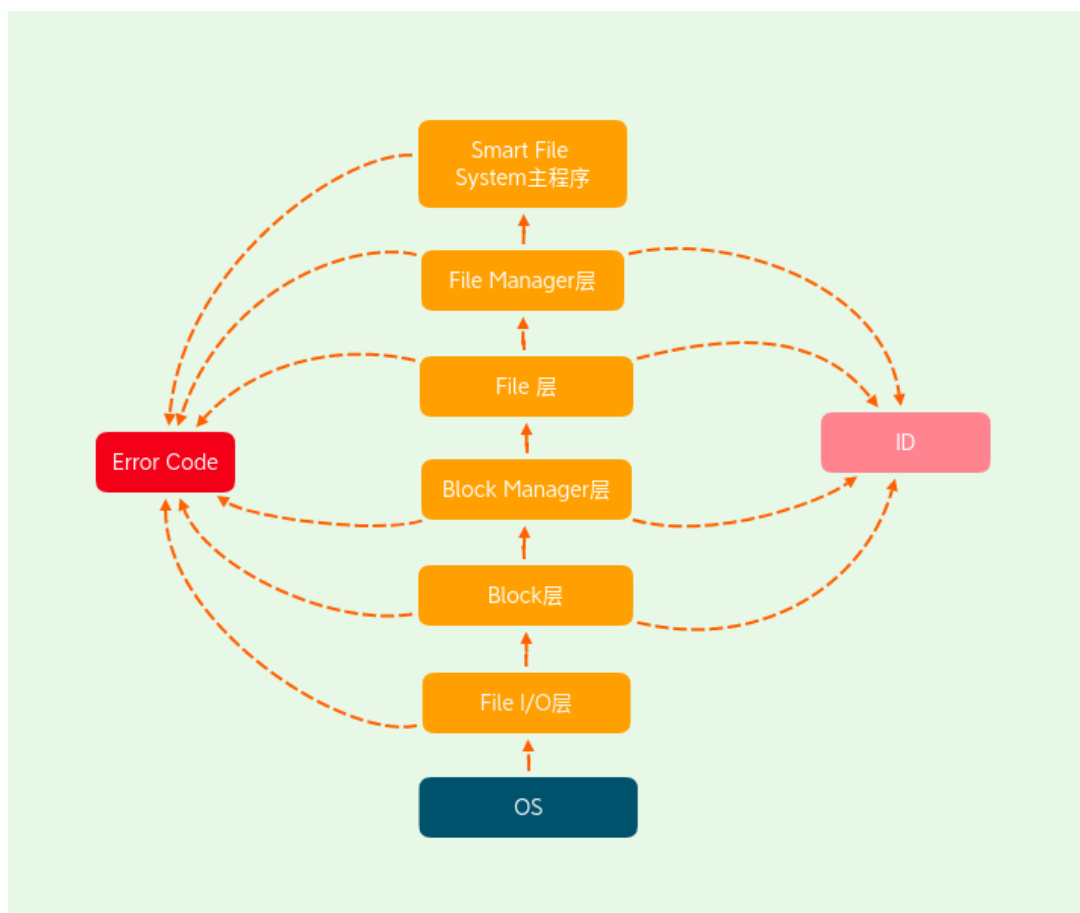 Smart File
System主程序
File Manager层
File 层
Error Code
ID
Block Manager层
Block层
File I/O层
OS